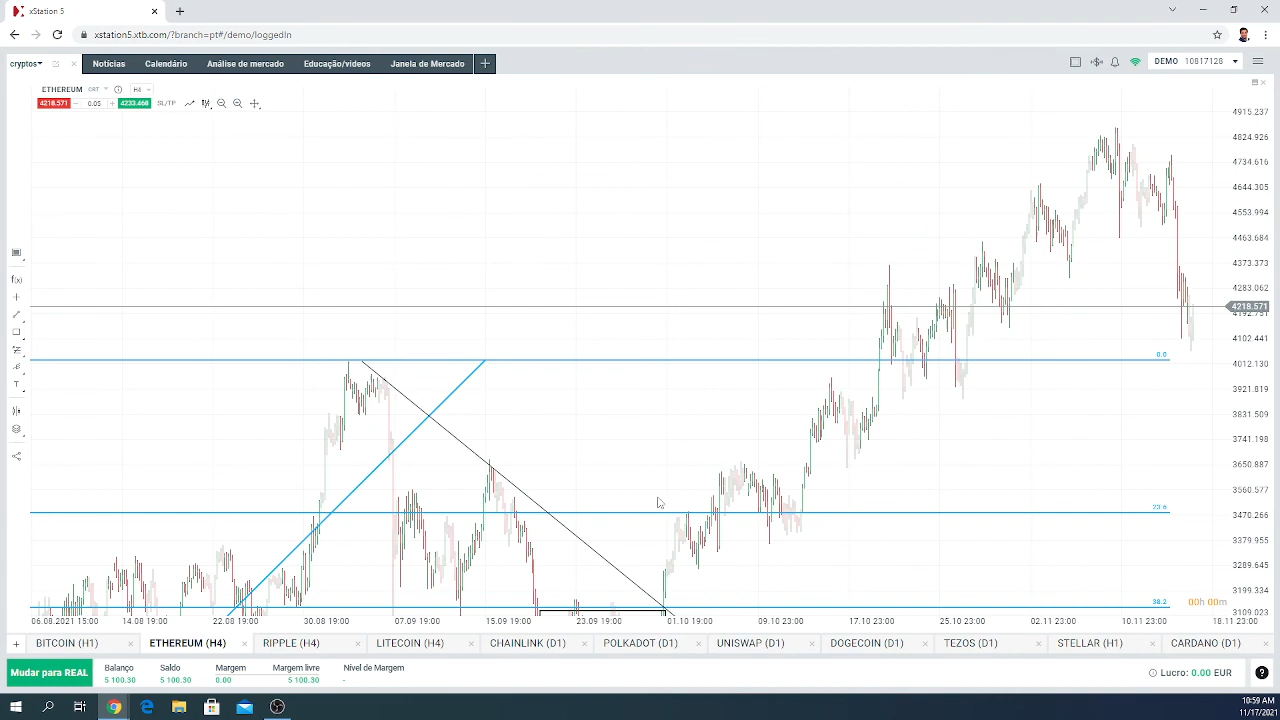 xStation 5
xstation5.xtb.com/?branch=pt#/demo/loggedIn
cryptos
Notícias
Calendário
Análise de mercado
Educação/videos
Janela de Mercado
DEMO 10817128
ETHEREUM CRT H4
4218.571 0.05 4233.468 SL/TP
4915.237
4824.926
4734.616
4644.305
4553.994
4463.684
4373.373
4283.062
4218.571
4192.751
4102.441
0.0
4012.130
3921.819
3831.509
3741.198
3650.887
3560.577
23.6
3470.266
3379.955
3289.645
3199.334
38.2
00h 00m
3109.023
06.08.2021 15:00 14.08 19:00 22.08 19:00 30.08 19:00 07.09 19:00 15.09 19:00 23.09 19:00 01.10 19:00 09.10 23:00 17.10 23:00 25.10 23:00 02.11 23:00 10.11 23:00 18.11 23:00
BITCOIN (H1) ETHEREUM (H4) RIPPLE (H4) LITECOIN (H4) CHAINLINK (D1) POLKADOT (D1) UNISWAP (D1) DOGECOIN (D1) TEZOS (D1) STELLAR (H1) CARDANO (D1)
Mudar para REAL
Balanço Saldo Margem Margem livre Nível de Margem
5 100.30 5 100.30 0.00 5 100.30 -
Lucro: 0.00 EUR
10:59 AM
11/17/2021